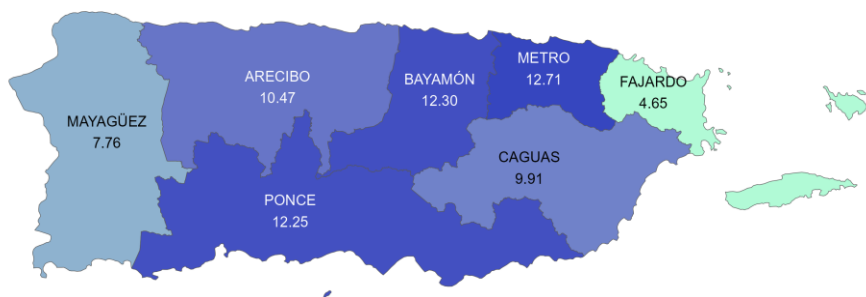 METRO
12.71
ARECIBO
10.47
BAYAMÓN
12.30
FAJARDO
4.65
MAYAGÜEZ
7.76
CAGUAS
9.91
PONCE
12.25